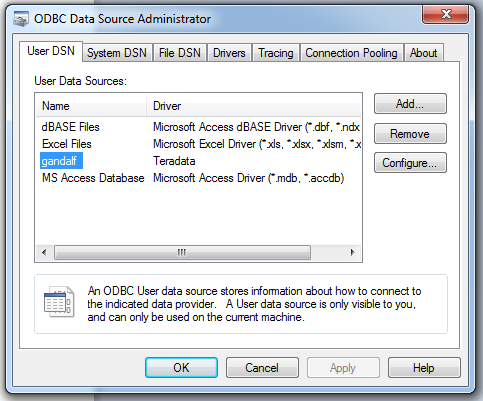 ODBC Data Source Administrator
User DSN System DSN File DSN Drivers Tracing Connection Pooling About
User Data Sources:
Name Driver
dBASE Files Microsoft Access dBASE Driver (*.dbf, *.ndx
Excel Files Microsoft Excel Driver (*.xls, *.xlsx, *.xlsm, *.x
gandalf Teradata
MS Access Database Microsoft Access Driver (*.mdb, *.accdb)
Add...
Remove
Configure...
An ODBC User data source stores information about how to connect to
the indicated data provider. A User data source is only visible to you,
and can only be used on the current machine.
OK Cancel Apply Help